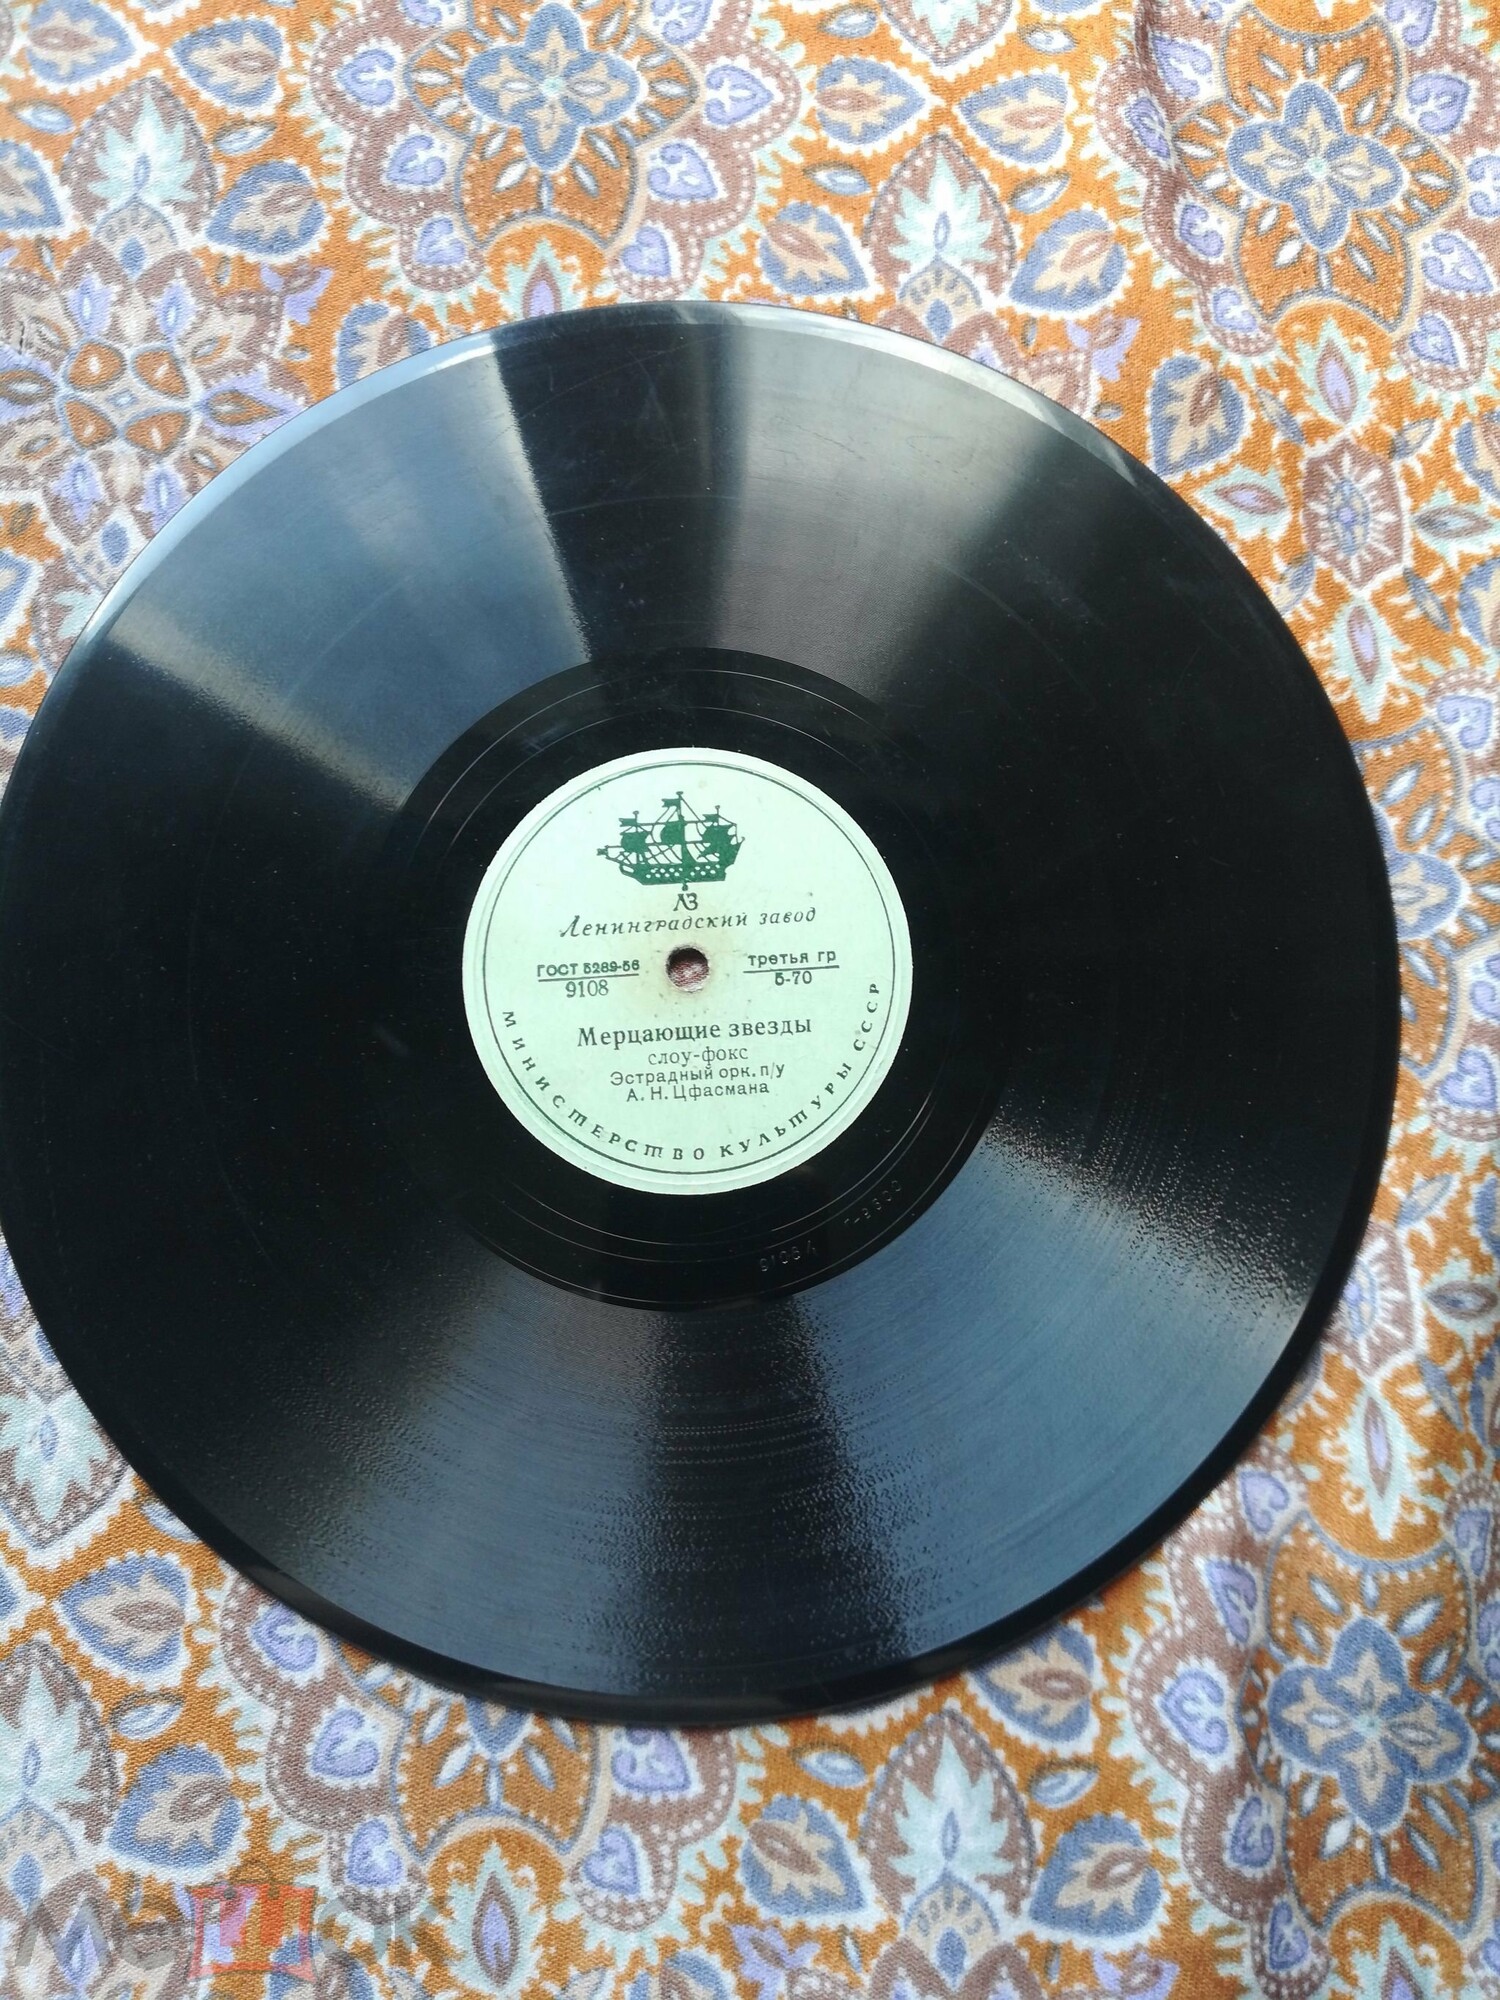 ЛЗ
Ленинградский завод
ГОСТ 5289-56
9108
третья гр
5-70
Мерцающие звезды
слоу-фокс
Эстрадный орк. п/у
А. Н. Цфасмана
МИНИСТЕРСТВО КУЛЬТУРЫ СССР